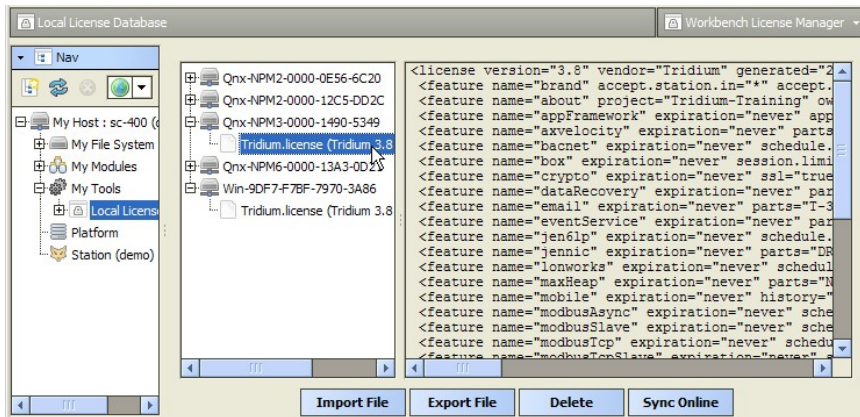 Local License Database
Workbench License Manager
Nav
My Host : sc-400 (
My File System
My Modules
My Tools
Local Licens
Platform
Station (demo)
Qnx-NPM2-0000-0E56-6C20
Qnx-NPM2-0000-12C5-DD2C
Qnx-NPM3-0000-1490-5349
Tridium.license (Tridium 3.8
Qnx-NPM6-0000-13A3-0D
Win-9DF7-F7BF-7970-3A86
Tridium.license (Tridium 3.8
<license version="3.8" vendor="Tridium" generated="2
<feature name="brand" accept.station.in="*" accept.
<feature name="about" project="Tridium-Training" ow
<feature name="appFramework" expiration="never" app
<feature name="axvelocity" expiration="never" parts
<feature name="bacnet" expiration="never" schedule.
<feature name="box" expiration="never" session.limi
<feature name="crypto" expiration="never" ssl="true
<feature name="dataRecovery" expiration="never" par
<feature name="email" expiration="never" parts="T-3
<feature name="eventService" expiration="never" par
<feature name="jen6lp" expiration="never" schedule.
<feature name="jennic" expiration="never" parts="DR
<feature name="lonworks" expiration="never" schedul
<feature name="maxHeap" expiration="never" parts="N
<feature name="mobile" expiration="never" history="
<feature name="modbusAsync" expiration="never" sche
<feature name="modbusSlave" expiration="never" sche
<feature name="modbusTcp" expiration="never" schedu
<feature name="modbusTcpSlave" expiration="never" s
Import File
Export File
Delete
Sync Online